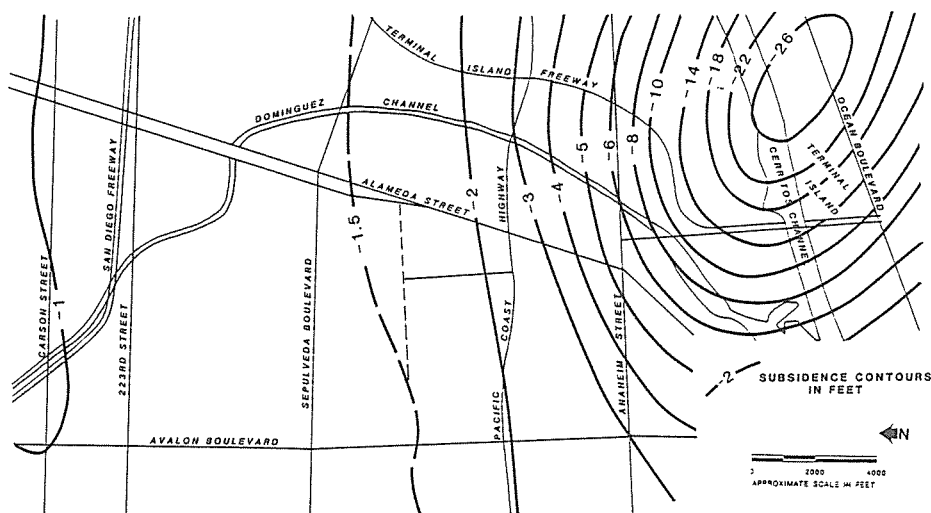 TERMINAL ISLAND FREEWAY
DOMINGUEZ CHANNEL
ALAMEDA STREET
CARSON STREET
SAN DIEGO FREEWAY
223RD STREET
SEPULVEDA BOULEVARD
PACIFIC COAST HIGHWAY
ANAHEIM STREET
AVALON BOULEVARD
CERRITOS CHANNE
TERMINAL
ISLAND
OCEAN BOULEVARD
-1
-1.5
-2
-3
-4
-5
-6
-8
-10
-14
-18
-22
-26
-2
SUBSIDENCE CONTOURS
IN FEET
N
2000 4000
APPROXIMATE SCALE IN FEET